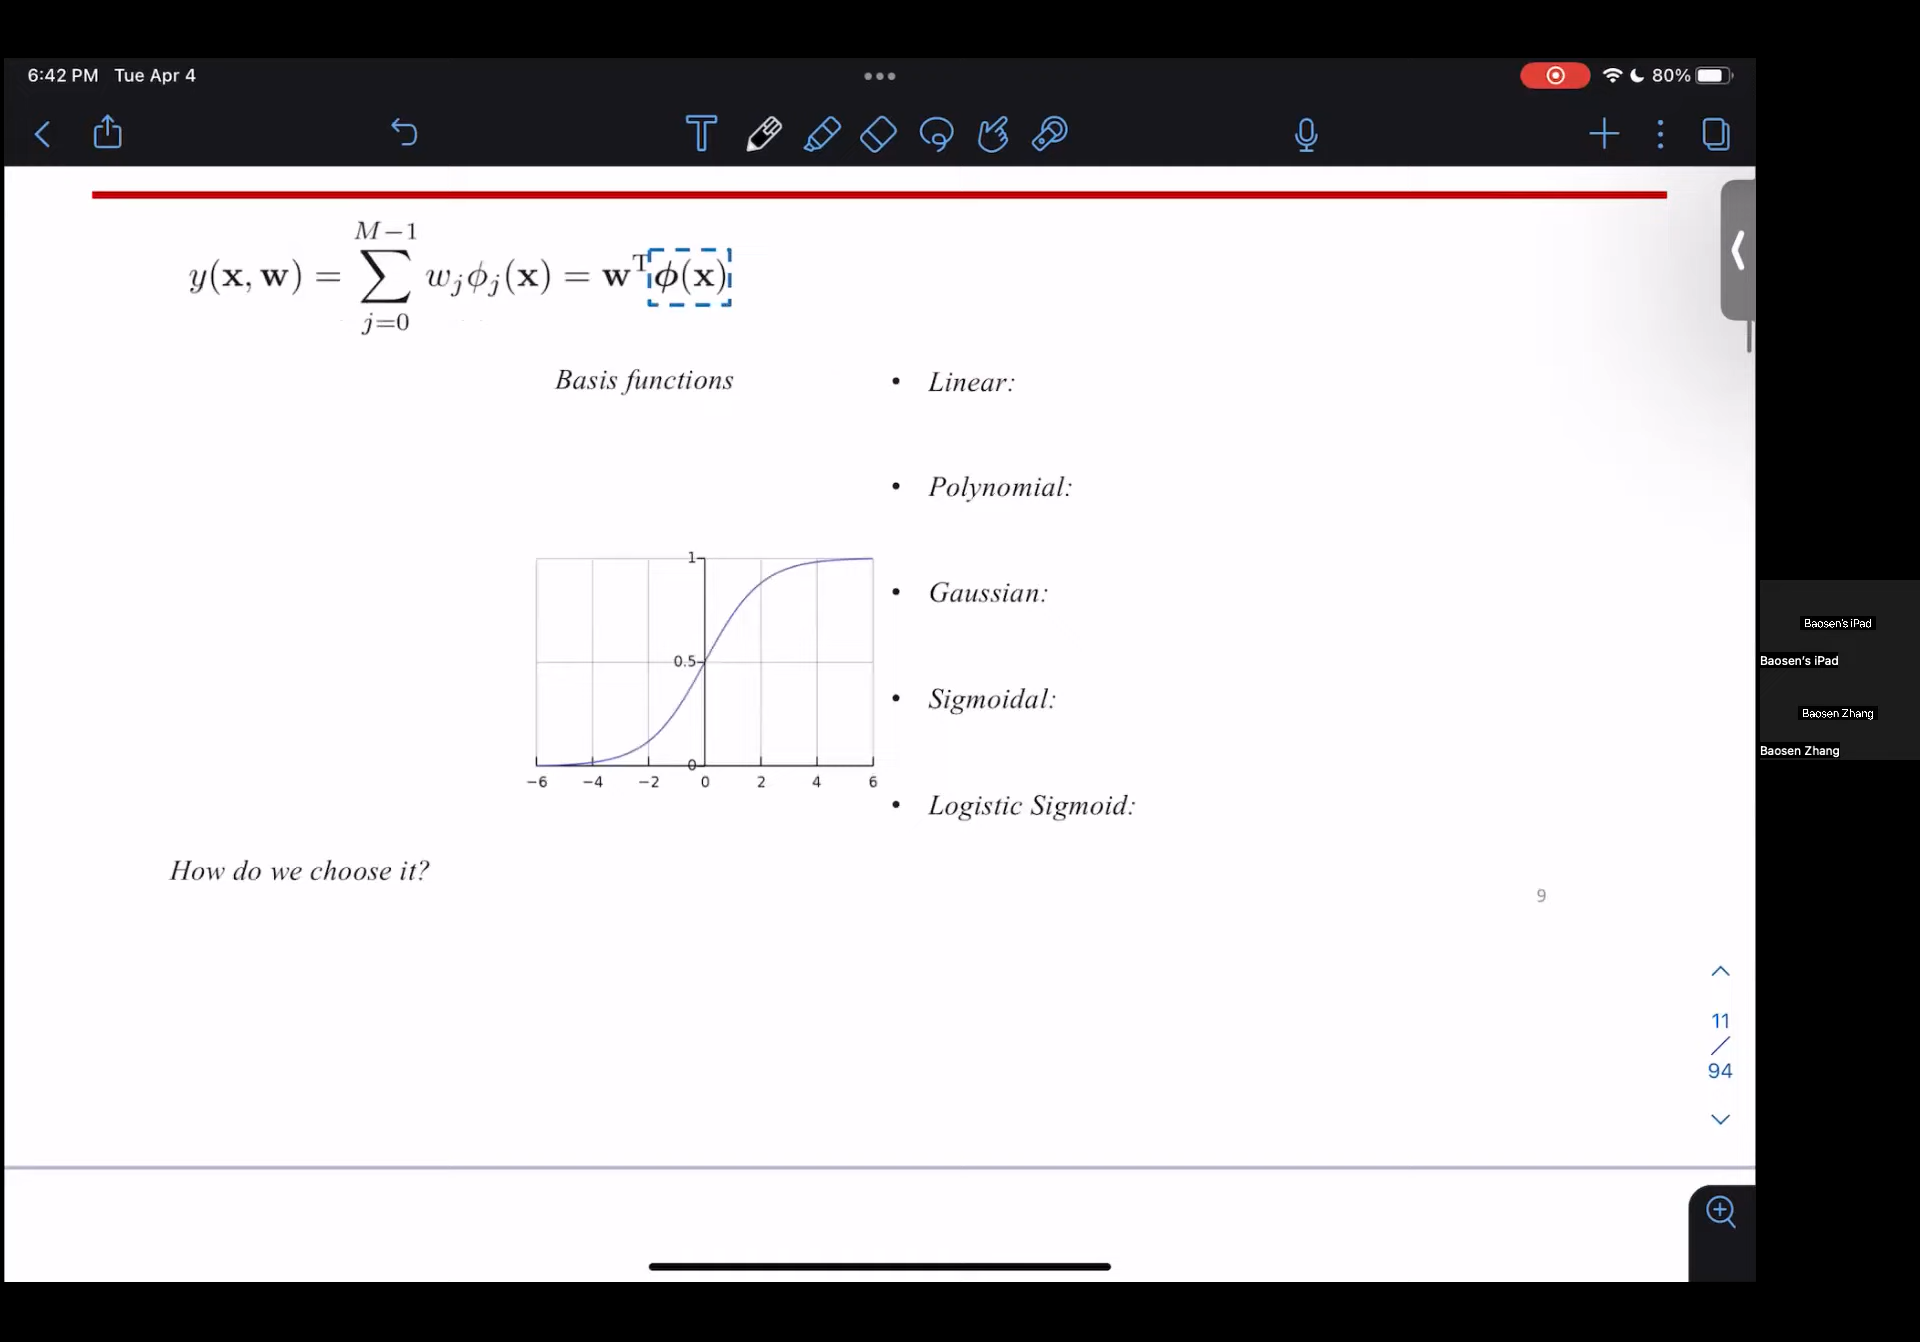 6:42 PM Tue Apr 4
80%
y(x, w) = ∑_{j=0}^{M−1} w_j ϕ_j(x) = w^T ϕ(x)
Basis functions
• Linear:
• Polynomial:
• Gaussian:
• Sigmoidal:
• Logistic Sigmoid:
1
0.5
0
−6 −4 −2 0 2 4 6
How do we choose it?
9
11
/
94
Baosen's iPad
Baosen's iPad
Baosen Zhang
Baosen Zhang